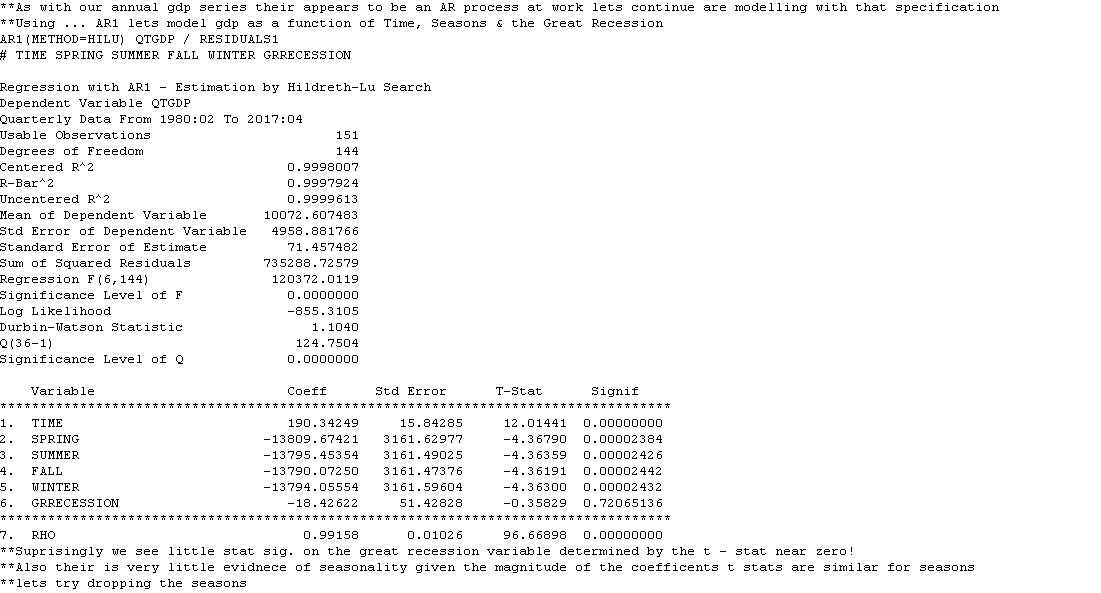 **As with our annual gdp series their appears to be an AR process at work lets continue are modelling with that specification
**Using ... AR1 lets model gdp as a function of Time, Seasons & the Great Recession
AR1(METHOD=HILU) QTGDP / RESIDUALS1
# TIME SPRING SUMMER FALL WINTER GRRECESSION
Regression with AR1 - Estimation by Hildreth-Lu Search
Dependent Variable QTGDP
Quarterly Data From 1980:02 To 2017:04
Usable Observations 151
Degrees of Freedom 144
Centered R^2 0.9998007
R-Bar^2 0.9997924
Uncentered R^2 0.9999613
Mean of Dependent Variable 10072.607483
Std Error of Dependent Variable 4958.881766
Standard Error of Estimate 71.457482
Sum of Squared Residuals 735288.72579
Regression F(6,144) 120372.0119
Significance Level of F 0.0000000
Log Likelihood -855.3105
Durbin-Watson Statistic 1.1040
Q(36-1) 124.7504
Significance Level of Q 0.0000000
Variable Coeff Std Error T-Stat Signif
*************************************************************************************
1. TIME 190.34249 15.84285 12.01441 0.00000000
2. SPRING -13809.67421 3161.62977 -4.36790 0.00002384
3. SUMMER -13795.45354 3161.49025 -4.36359 0.00002426
4. FALL -13790.07250 3161.47376 -4.36191 0.00002442
5. WINTER -13794.05554 3161.59604 -4.36300 0.00002432
6. GRRECESSION -18.42622 51.42828 -0.35829 0.72065136
*************************************************************************************
7. RHO 0.99158 0.01026 96.66898 0.00000000
**Suprisingly we see little stat sig. on the great recession variable determined by the t - stat near zero!
**Also their is very little evidnece of seasonality given the magnitude of the coefficents t stats are similar for seasons
**lets try dropping the seasons